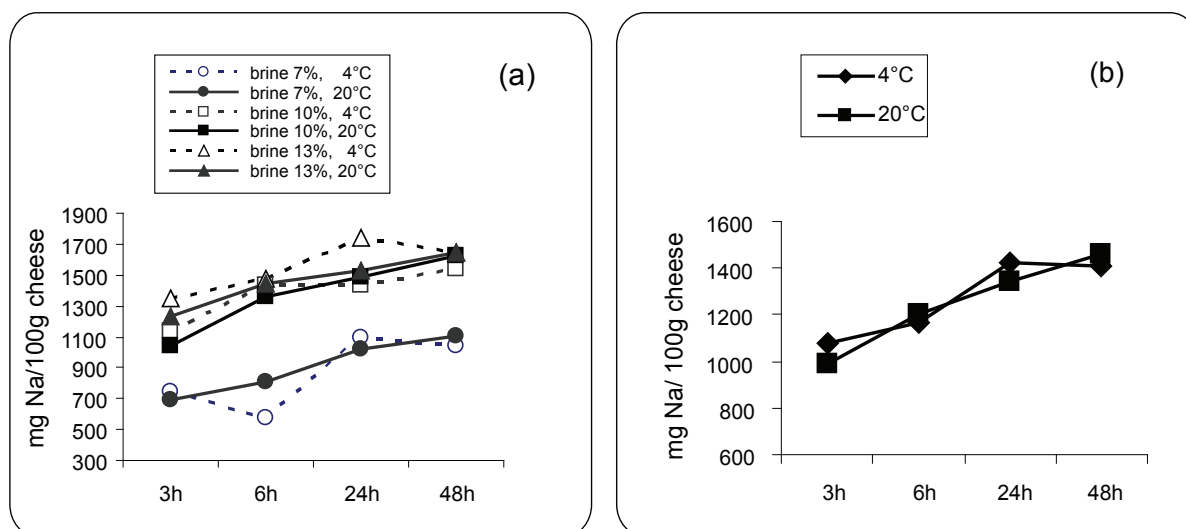 (a)
brine 7%, 4°C
brine 7%, 20°C
brine 10%, 4°C
brine 10%, 20°C
brine 13%, 4°C
brine 13%, 20°C
mg Na/100g cheese
1900
1700
1500
1300
1100
900
700
500
300
3h 6h 24h 48h
(b)
4°C
20°C
mg Na/ 100g cheese
1600
1400
1200
1000
800
600
3h 6h 24h 48h